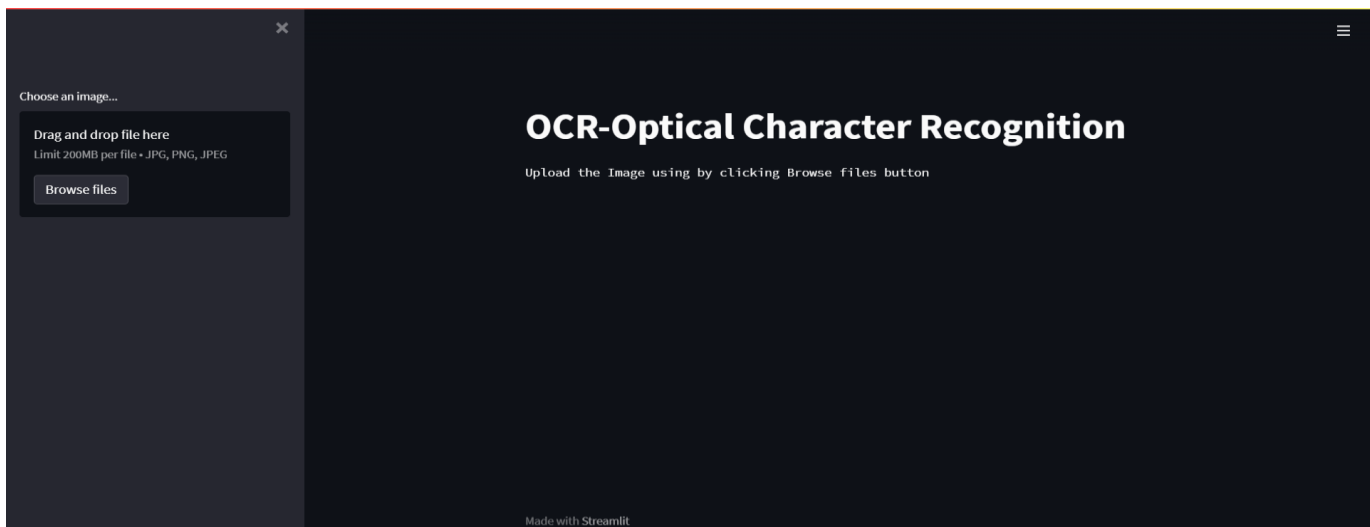 Choose an image...
Drag and drop file here
Limit 200MB per file • JPG, PNG, JPEG
Browse files
OCR-Optical Character Recognition
Upload the Image using by clicking Browse files button
Made with Streamlit